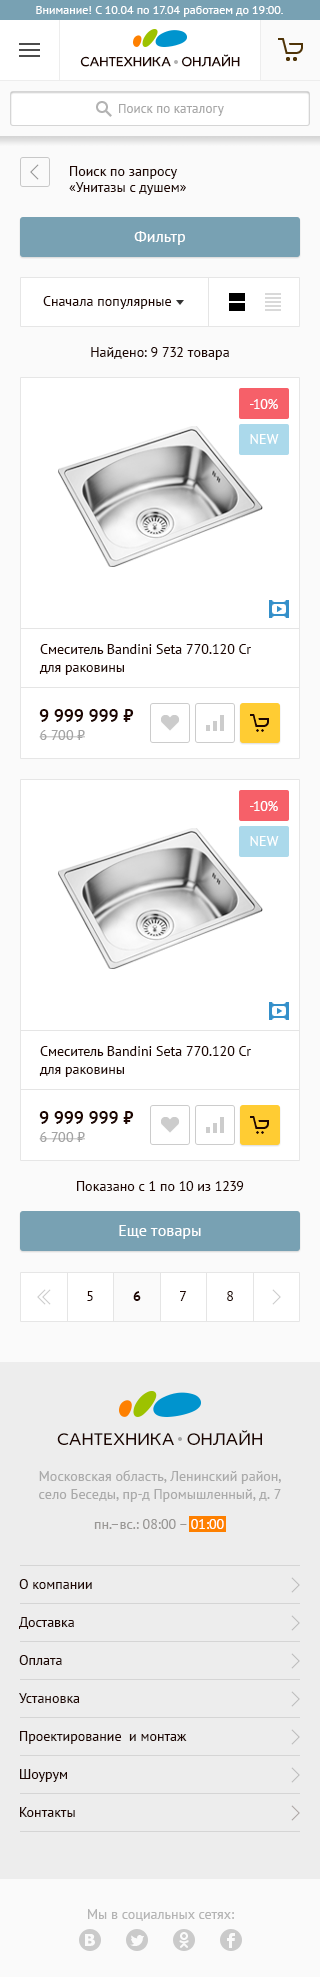 Внимание! С 10.04 по 17.04 работаем до 19:00.
САНТЕХНИКА • ОНЛАЙН
Поиск по каталогу
Поиск по запросу
«Унитазы с душем»
Фильтр
Сначала популярные
Найдено: 9 732 товара
-10%
NEW
Смеситель Bandini Seta 770.120 Cr
для раковины
9 999 999 ₽
6 700 ₽
-10%
NEW
Смеситель Bandini Seta 770.120 Cr
для раковины
9 999 999 ₽
6 700 ₽
Показано с 1 по 10 из 1239
Еще товары
5 6 7 8
САНТЕХНИКА • ОНЛАЙН
Московская область, Ленинский район,
село Беседы, пр-д Промышленный, д. 7
пн.–вс.: 08:00 – 01:00
О компании
Доставка
Оплата
Установка
Проектирование и монтаж
Шоурум
Контакты
Мы в социальных сетях: